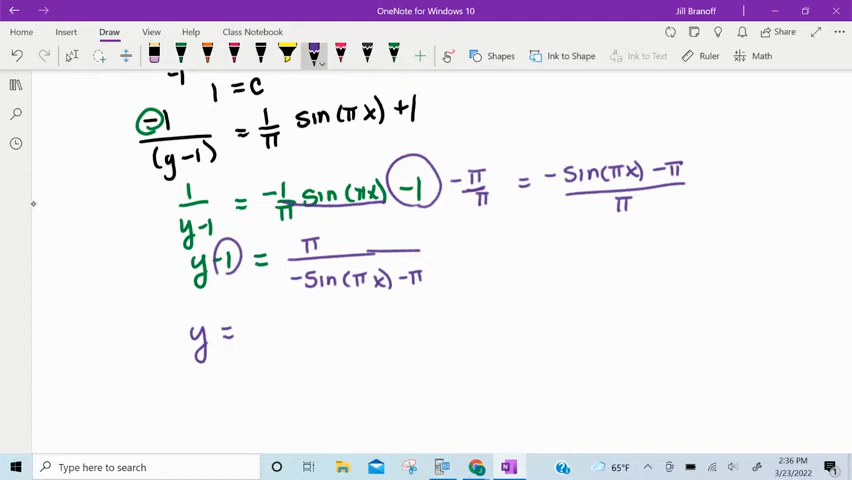 OneNote for Windows 10
Jill Branoff
Home Insert Draw View Help Class Notebook Share
Shapes Ink to Shape Ink to Text Ruler Math
-1 1 = C
-1/(y-1) = 1/π sin(πx) +1
1/(y-1) = -1/π sin(πx) -1 -π/π = (-sin(πx) -π)/π
y-1 = π/(-sin(πx) -π)
y =
Type here to search
65°F
2:36 PM
3/23/2022